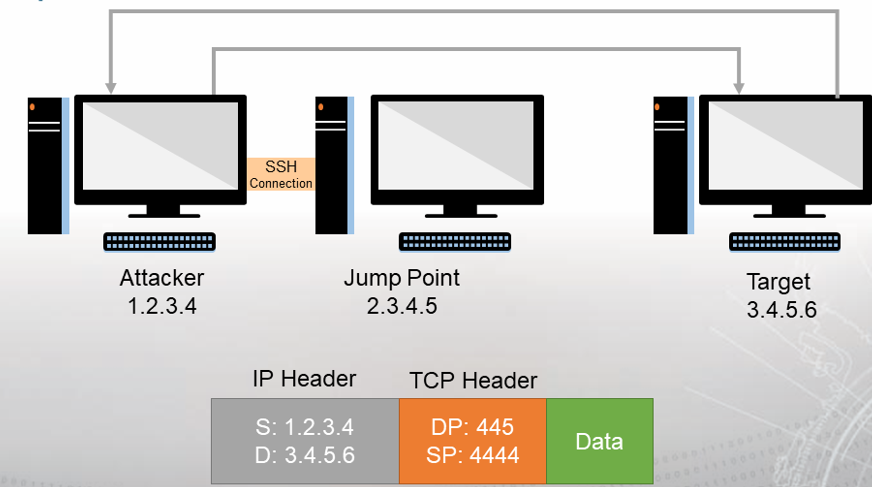 SSH
Connection
Attacker
1.2.3.4
Jump Point
2.3.4.5
Target
3.4.5.6
IP Header
TCP Header
S: 1.2.3.4
D: 3.4.5.6
DP: 445
SP: 4444
Data